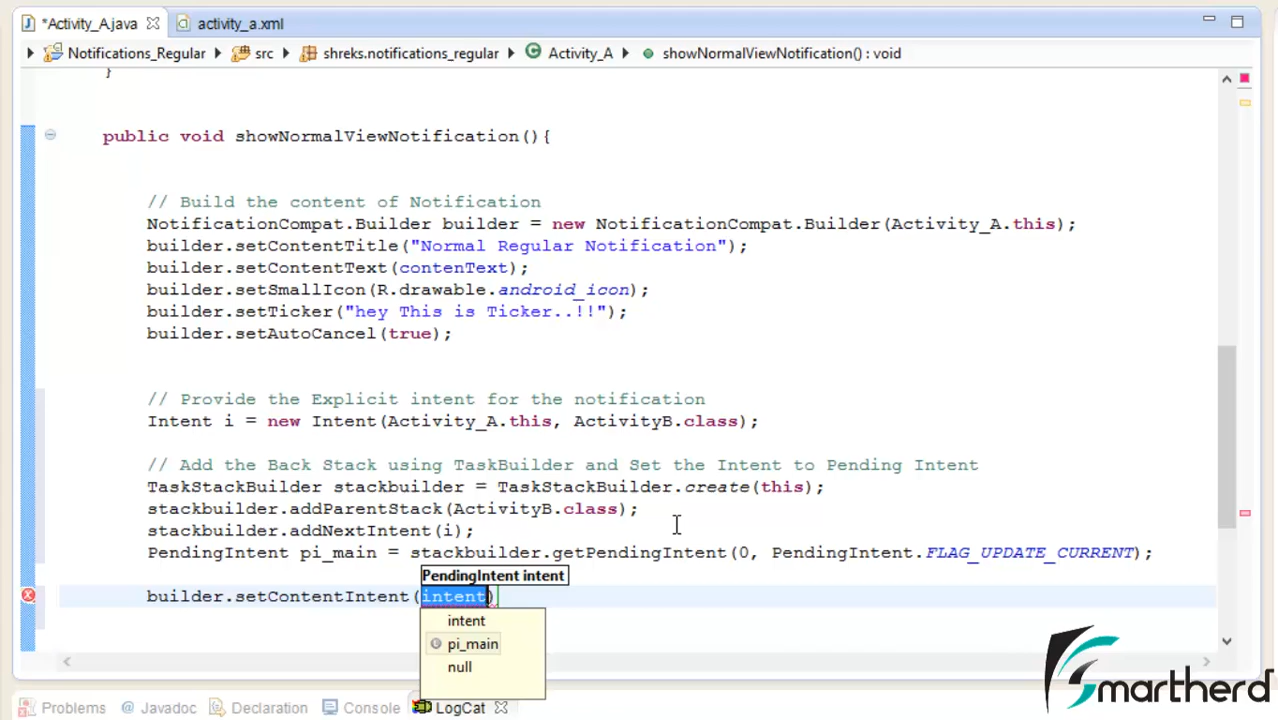 *Activity_A.java activity_a.xml
Notifications_Regular src shreks.notifications_regular Activity_A showNormalViewNotification() : void
}
public void showNormalViewNotification(){
// Build the content of Notification
NotificationCompat.Builder builder = new NotificationCompat.Builder(Activity_A.this);
builder.setContentTitle("Normal Regular Notification");
builder.setContentText(contenText);
builder.setSmallIcon(R.drawable.android_icon);
builder.setTicker("hey This is Ticker..!!");
builder.setAutoCancel(true);
// Provide the Explicit intent for the notification
Intent i = new Intent(Activity_A.this, ActivityB.class);
// Add the Back Stack using TaskBuilder and Set the Intent to Pending Intent
TaskStackBuilder stackbuilder = TaskStackBuilder.create(this);
stackbuilder.addParentStack(ActivityB.class);
stackbuilder.addNextIntent(i);
PendingIntent pi_main = stackbuilder.getPendingIntent(0, PendingIntent.FLAG_UPDATE_CURRENT);
PendingIntent intent
builder.setContentIntent(intent)
intent
pi_main
null
Smartherd
Problems @ Javadoc Declaration Console LogCat